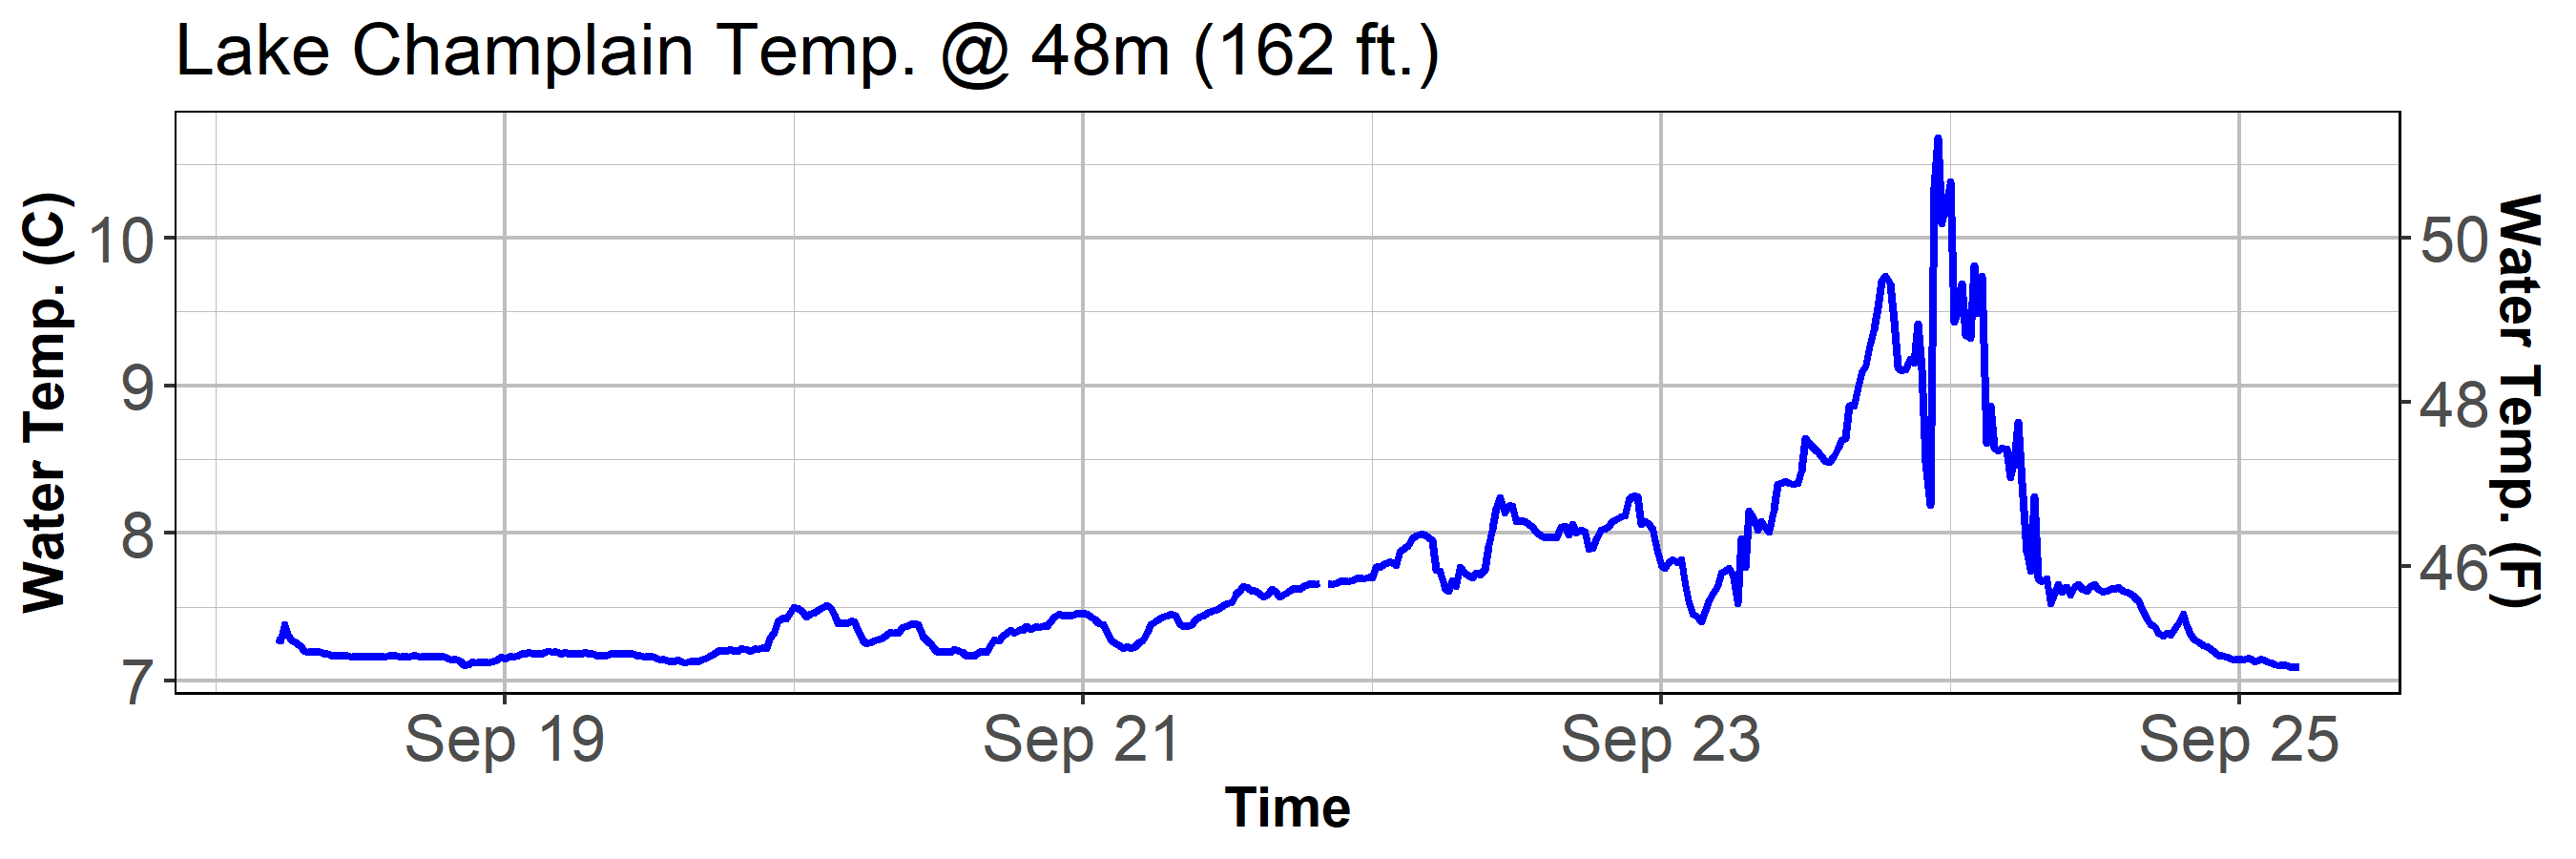 Lake Champlain Temp. @ 48m (162 ft.)
Water Temp. (C)
10
9
8
7
50
48
46
Water Temp. (F)
Sep 19
Sep 21
Sep 23
Sep 25
Time